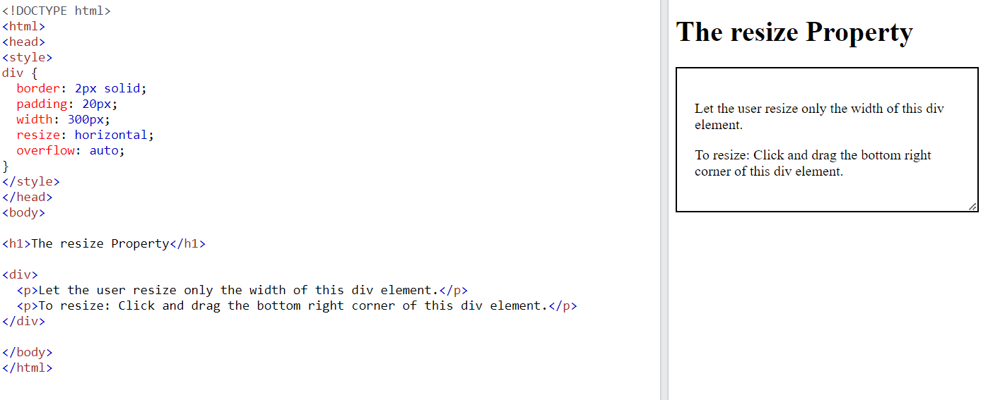 <!DOCTYPE html>
<html>
<head>
<style>
div {
  border: 2px solid;
  padding: 20px;
  width: 300px;
  resize: horizontal;
  overflow: auto;
}
</style>
</head>
<body>

<h1>The resize Property</h1>

<div>
  <p>Let the user resize only the width of this div element.</p>
  <p>To resize: Click and drag the bottom right corner of this div element.</p>
</div>

</body>
</html>
The resize Property
Let the user resize only the width of this div
element.
To resize: Click and drag the bottom right
corner of this div element.